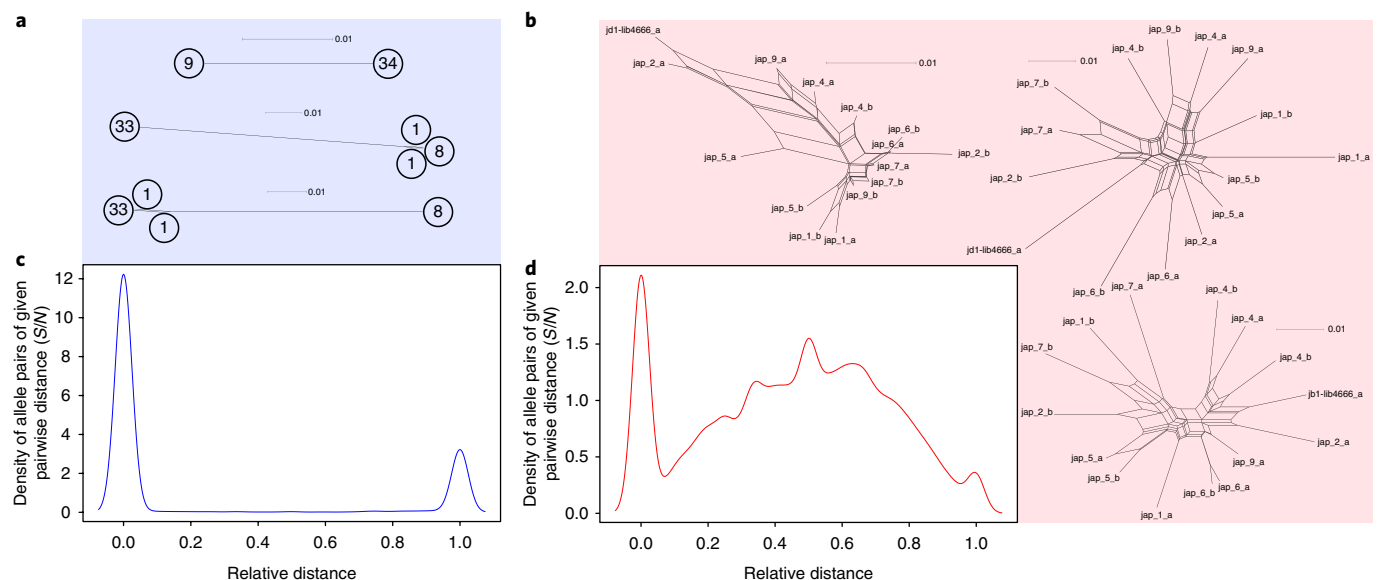 a
0.01
9
34
0.01
33
1
8
1
0.01
33
1
1
8
b
jd1-lib4666_a
jap_2_a
jap_9_a
jap_4_a
0.01
jap_4_b
jap_6_b
jap_6_a
jap_2_b
jap_5_a
jap_7_a
jap_7_b
jap_9_b
jap_5_b
jap_1_b
jap_1_a
jap_9_b
jap_4_a
jap_4_b
jap_9_a
0.01
jap_7_b
jap_1_b
jap_7_a
jap_1_a
jap_2_b
jap_5_b
jap_5_a
jap_2_a
jd1-lib4666_a
jap_6_a
jap_6_b
jap_7_a
jap_4_b
jap_1_b
jap_4_a
0.01
jap_7_b
jap_4_b
jb1-lib4666_a
jap_2_b
jap_2_a
jap_5_a
jap_9_a
jap_5_b
jap_6_a
jap_6_b
jap_1_a
c
Density of allele pairs of given
pairwise distance (S/N)
12
10
8
6
4
2
0
0.0 0.2 0.4 0.6 0.8 1.0
Relative distance
d
Density of allele pairs of given
pairwise distance (S/N)
2.0
1.5
1.0
0.5
0.0
0.0 0.2 0.4 0.6 0.8 1.0
Relative distance